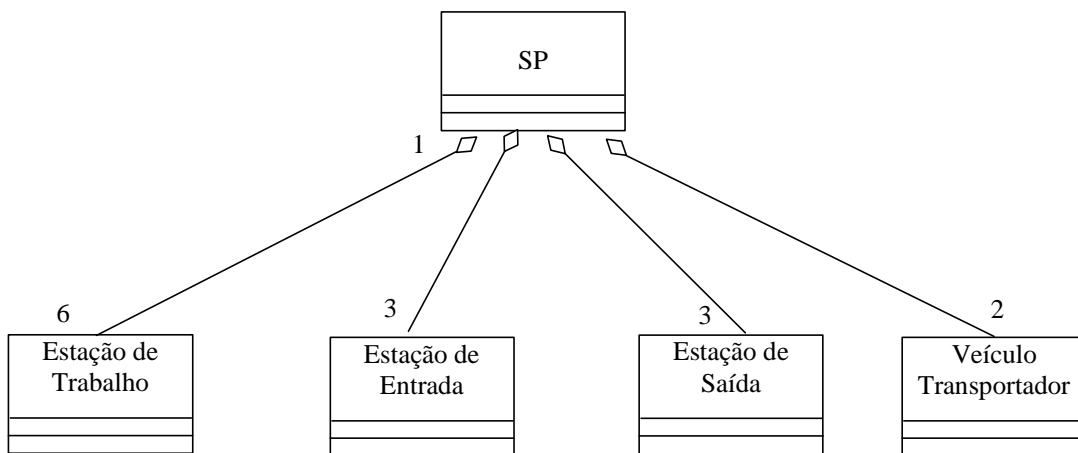 SP
1
6
3
3
2
Estação de
Trabalho
Estação de
Entrada
Estação de
Saída
Veículo
Transportador